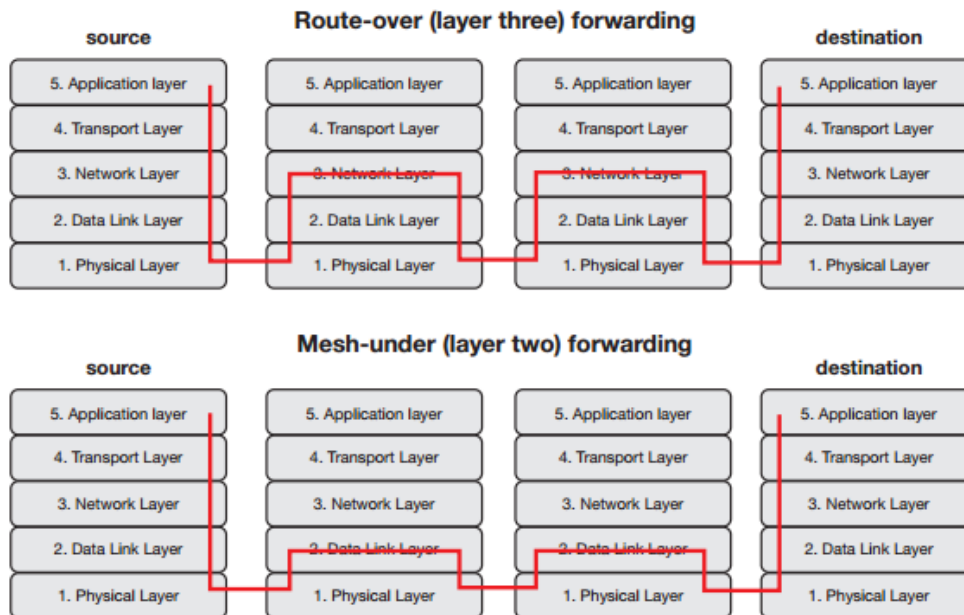 Route-over (layer three) forwarding
source destination
5. Application layer 5. Application layer 5. Application layer 5. Application layer
4. Transport Layer 4. Transport Layer 4. Transport Layer 4. Transport Layer
3. Network Layer 3. Network Layer 3. Network Layer 3. Network Layer
2. Data Link Layer 2. Data Link Layer 2. Data Link Layer 2. Data Link Layer
1. Physical Layer 1. Physical Layer 1. Physical Layer 1. Physical Layer
Mesh-under (layer two) forwarding
source destination
5. Application layer 5. Application layer 5. Application layer 5. Application layer
4. Transport Layer 4. Transport Layer 4. Transport Layer 4. Transport Layer
3. Network Layer 3. Network Layer 3. Network Layer 3. Network Layer
2. Data Link Layer 2. Data Link Layer 2. Data Link Layer 2. Data Link Layer
1. Physical Layer 1. Physical Layer 1. Physical Layer 1. Physical Layer